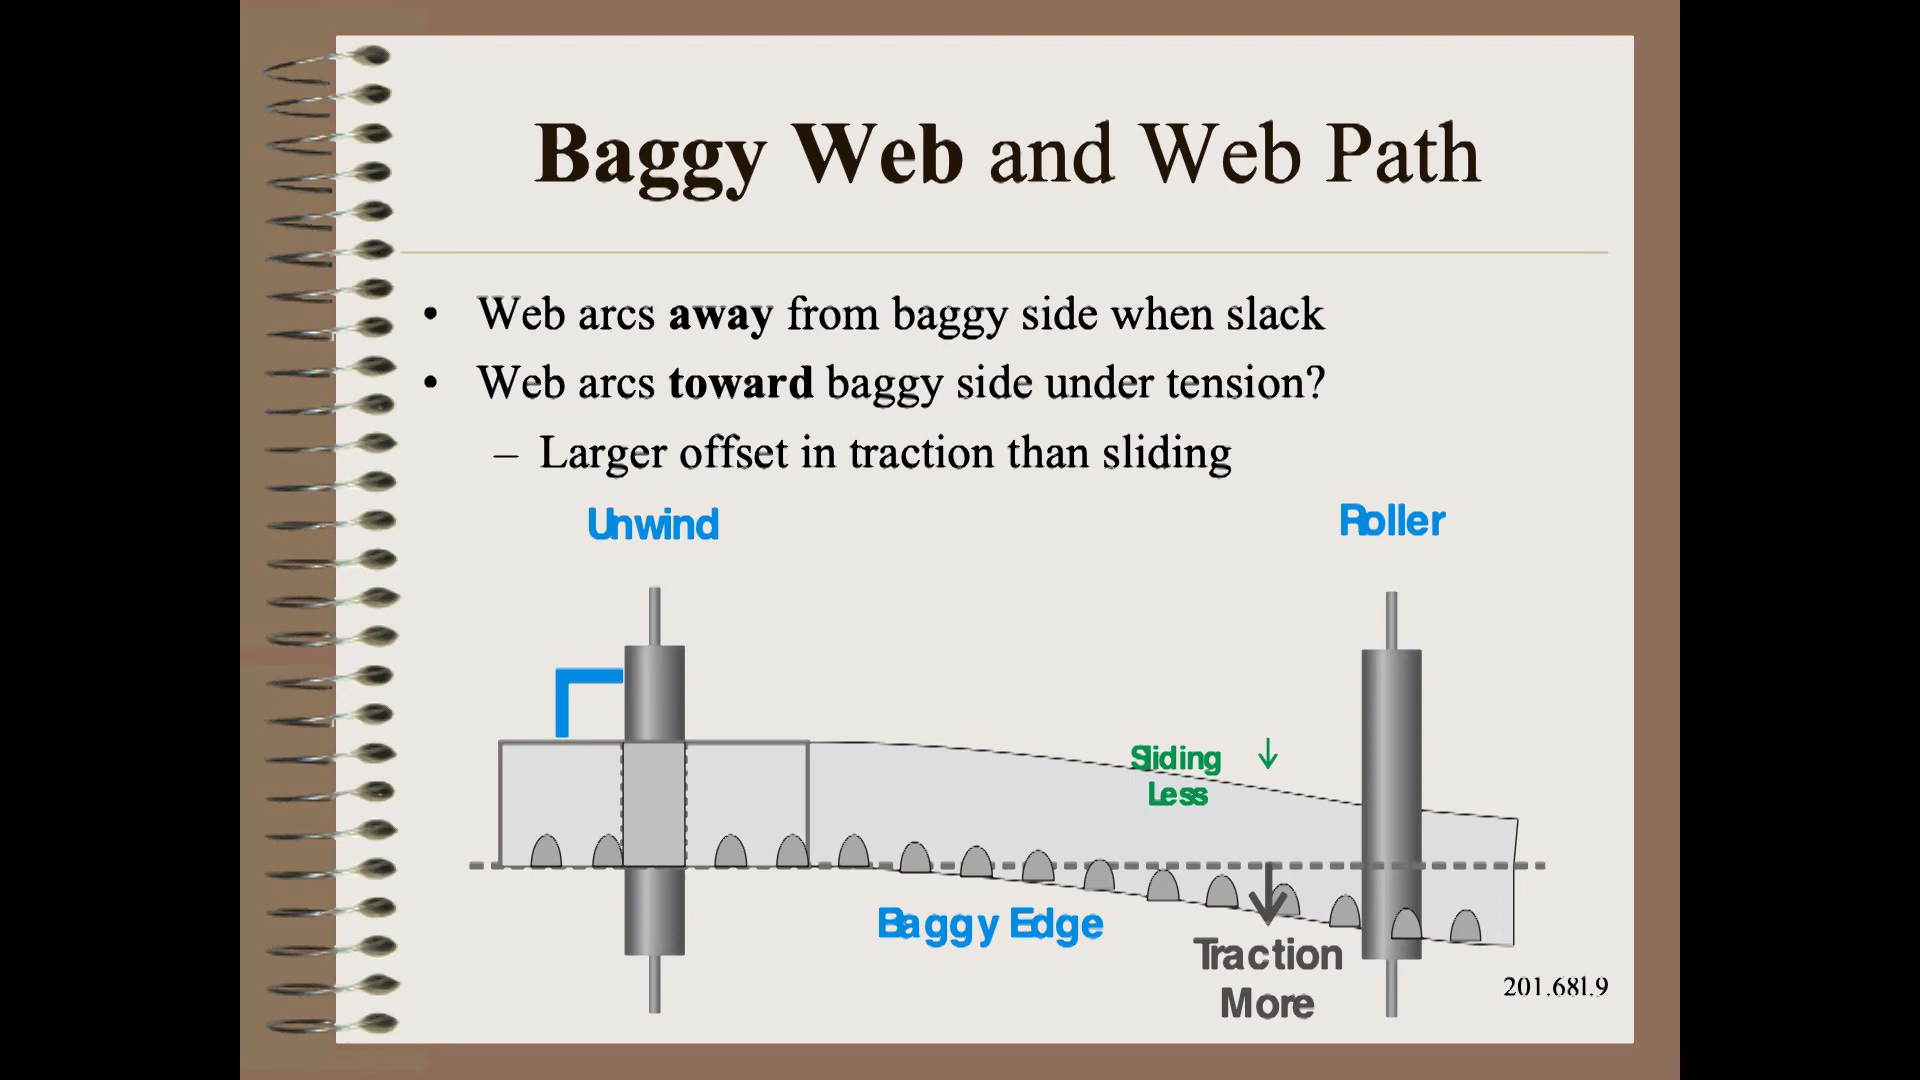 Baggy Web and Web Path
• Web arcs away from baggy side when slack
• Web arcs toward baggy side under tension?
– Larger offset in traction than sliding
Unwind
Roller
Sliding
Less
Baggy Edge
Traction
More
201.681.9